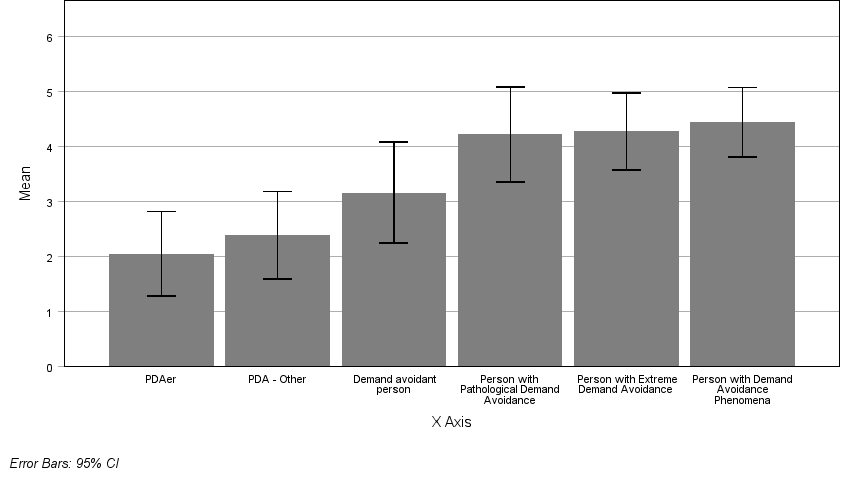 6
5
4
3
2
1
0
Mean
PDAer
PDA - Other
Demand avoidant
person
Person with
Pathological Demand
Avoidance
Person with Extreme
Demand Avoidance
Person with Demand
Avoidance
Phenomena
X Axis
Error Bars: 95% CI